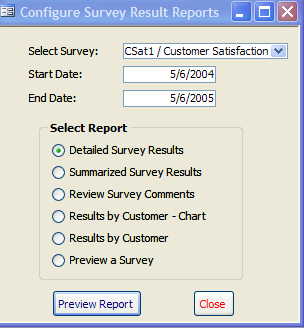 Configure Survey Result Reports
Select Survey: CSat1 / Customer Satisfaction
Start Date: 5/6/2004
End Date: 5/6/2005
Select Report
Detailed Survey Results
Summarized Survey Results
Review Survey Comments
Results by Customer - Chart
Results by Customer
Preview a Survey
Preview Report Close